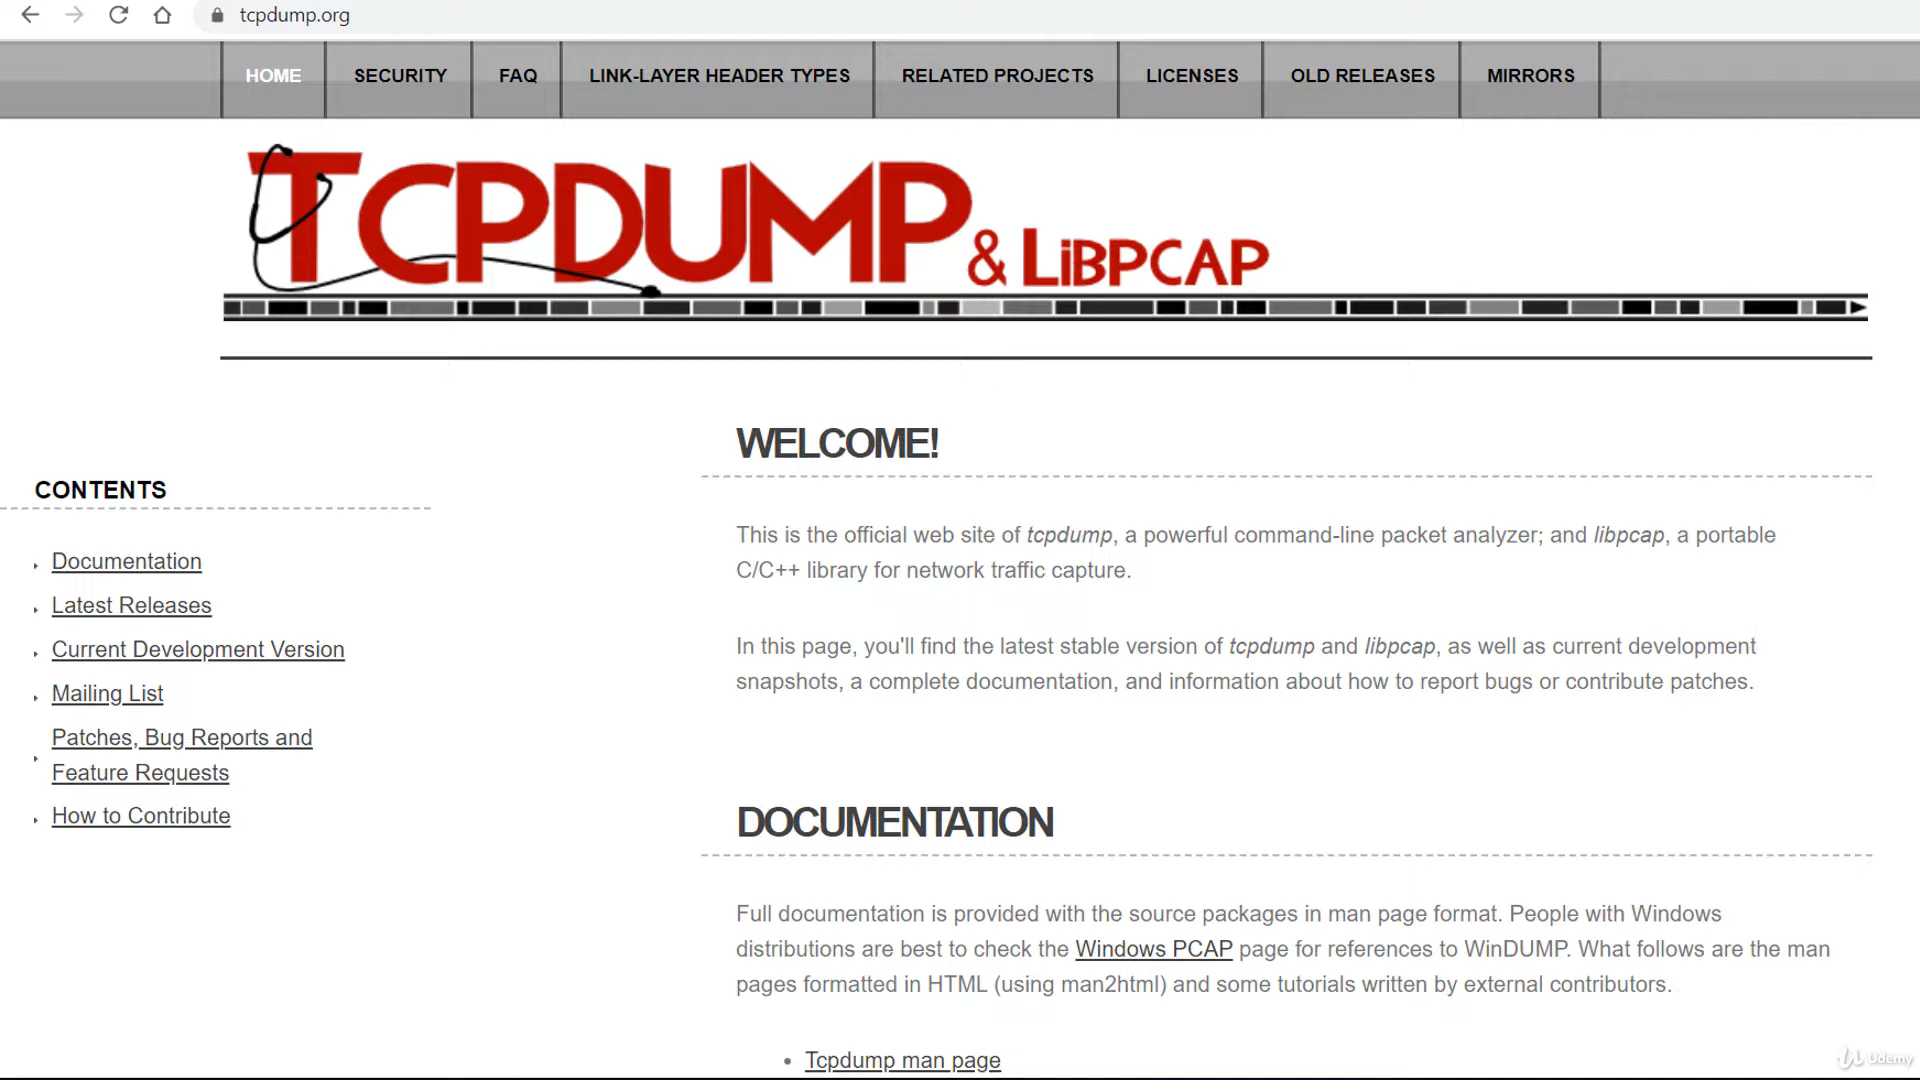 tcpdump.org
HOME SECURITY FAQ LINK-LAYER HEADER TYPES RELATED PROJECTS LICENSES OLD RELEASES MIRRORS
TCPDUMP & LiBPCAP
WELCOME!
CONTENTS
This is the official web site of tcpdump, a powerful command-line packet analyzer; and libpcap, a portable
C/C++ library for network traffic capture.
Documentation
Latest Releases
Current Development Version
Mailing List
Patches, Bug Reports and
Feature Requests
How to Contribute
In this page, you'll find the latest stable version of tcpdump and libpcap, as well as current development
snapshots, a complete documentation, and information about how to report bugs or contribute patches.
DOCUMENTATION
Full documentation is provided with the source packages in man page format. People with Windows
distributions are best to check the Windows PCAP page for references to WinDUMP. What follows are the man
pages formatted in HTML (using man2html) and some tutorials written by external contributors.
Tcpdump man page
Udemy